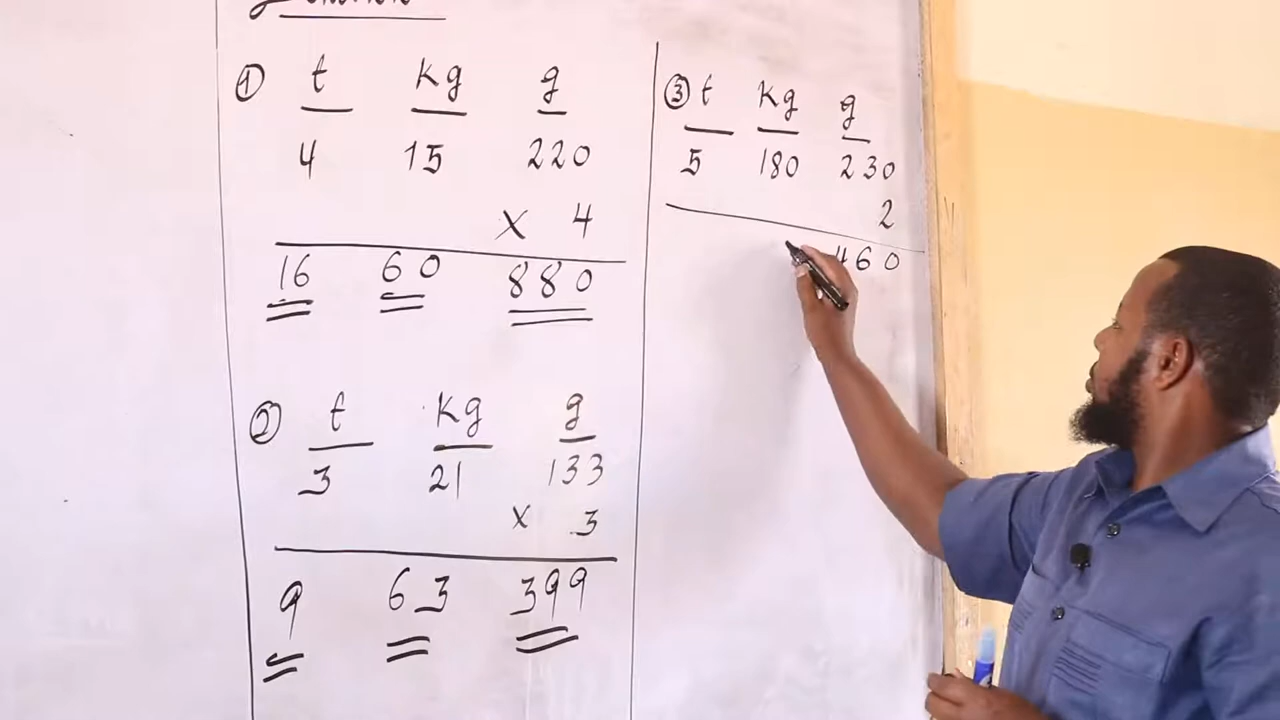 ① t kg g
4 15 220
x 4
16 60 880
② t kg g
3 21 133
x 3
9 63 399
③ t kg g
5 180 230
2
460